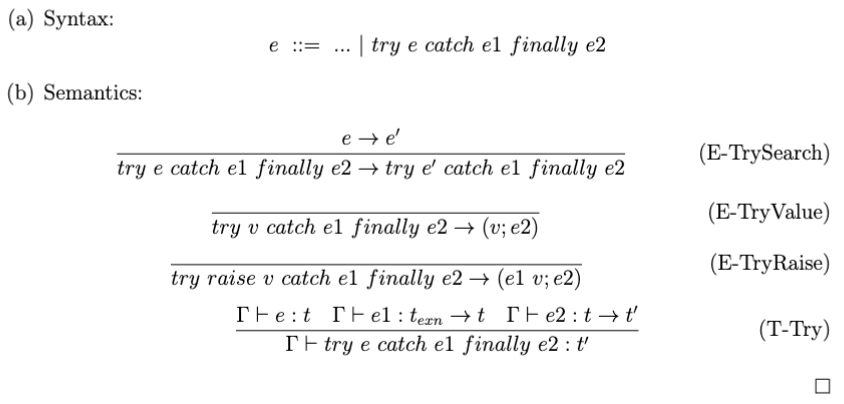 (a) Syntax:
e ::= ... | try e catch e1 finally e2
(b) Semantics:
e → e′
try e catch e1 finally e2 → try e′ catch e1 finally e2 (E-TrySearch)
try v catch e1 finally e2 → (v; e2) (E-TryValue)
try raise v catch e1 finally e2 → (e1 v; e2) (E-TryRaise)
Γ ⊢ e : t Γ ⊢ e1 : t_exn → t Γ ⊢ e2 : t → t′
Γ ⊢ try e catch e1 finally e2 : t′ (T-Try)
□